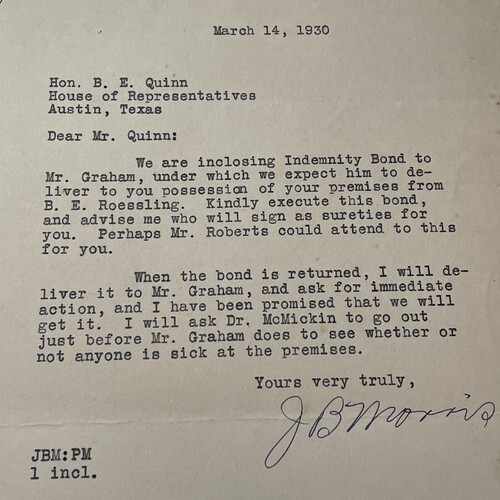 March 14, 1930
Hon. B. E. Quinn
House of Representatives
Austin, Texas
Dear Mr. Quinn:
We are inclosing Indemnity Bond to
Mr. Graham, under which we expect him to de-
liver to you possession of your premises from
B. E. Roessling. Kindly execute this bond,
and advise me who will sign as sureties for
you. Perhaps Mr. Roberts could attend to this
for you.
When the bond is returned, I will de-
liver it to Mr. Graham, and ask for immediate
action, and I have been promised that we will
get it. I will ask Dr. McMickin to go out
just before Mr. Graham does to see whether or
not anyone is sick at the premises.
Yours very truly,
J B Morris
JBM:PM
1 incl.